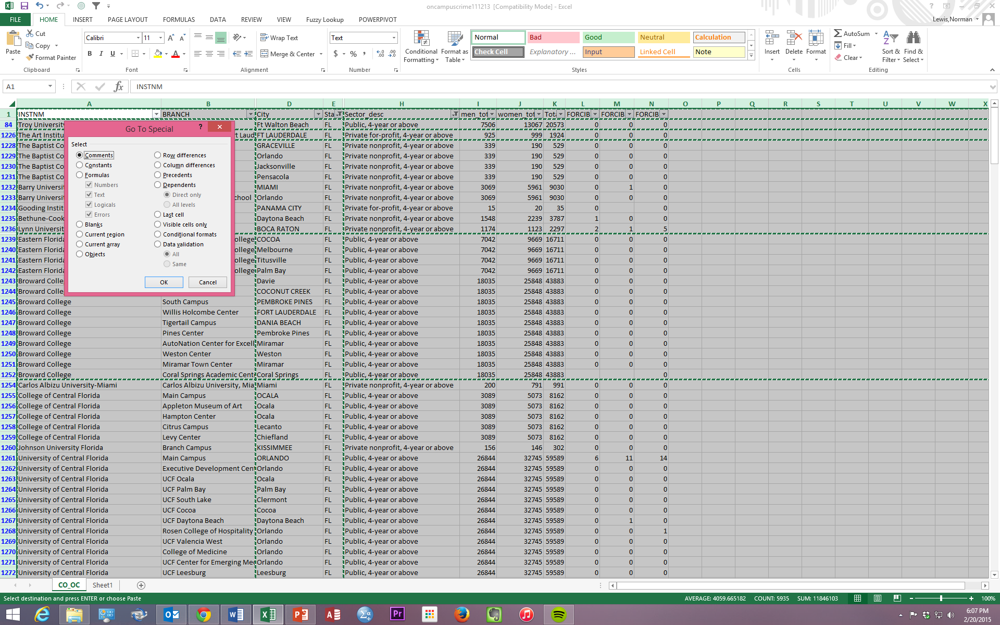 oncampuscrime111213 [Compatibility Mode] - Excel
FILE HOME INSERT PAGE LAYOUT FORMULAS DATA REVIEW VIEW Fuzzy Lookup POWERPIVOT Lewis,Norman
Paste Cut Copy Format Painter Clipboard
Calibri 11 B I U Font
Wrap Text Merge & Center Alignment
Text $ % , Number
Conditional Formatting Format as Table
Normal Bad Good Neutral Calculation
Check Cell Explanatory ... Input Linked Cell Note
Styles
Insert Delete Format Cells
AutoSum Fill Clear Sort & Filter Find & Select Editing
A1 fx INSTNM
A B D E H I J K L M N O P Q R S T U V W X
1 INSTNM BRANCH City Sta Sector_desc men_tot women_tot Tota FORCIB FORCIB FORCIB
84 Troy University Ft Walton Beach FL Public, 4-year or above 7506 13067 20573 0 0 0
1226 The Art Institu t Laud FT LAUDERDALE FL Private for-profit, 4-year or above 925 999 1924 0 0 0
1228 The Baptist Co GRACEVILLE FL Private nonprofit, 4-year or above 339 190 529 0 0 0
1229 The Baptist Co Orlando FL Private nonprofit, 4-year or above 339 190 529 0 0 0
1230 The Baptist Co Jacksonville FL Private nonprofit, 4-year or above 339 190 529 0 0 0
1231 The Baptist Co Pensacola FL Private nonprofit, 4-year or above 339 190 529 0 0 0
1232 Barry Universit MIAMI FL Private nonprofit, 4-year or above 3069 5961 9030 0 1 0
1233 Barry Universit chool Orlando FL Private nonprofit, 4-year or above 3069 5961 9030 0 0 0
1234 Gooding Instit PANAMA CITY FL Private for-profit, 4-year or above 15 20 35 0 0
1235 Bethune-Cook Daytona Beach FL Private nonprofit, 4-year or above 1548 2239 3787 1 0 0
1236 Lynn Universit BOCA RATON FL Private nonprofit, 4-year or above 1174 1123 2297 2 1 5
1239 Eastern Florida ollege COCOA FL Public, 4-year or above 7042 9669 16711 0 0 0
1240 Eastern Florida ollege Melbourne FL Public, 4-year or above 7042 9669 16711 0 0 0
1241 Eastern Florida ollege Titusville FL Public, 4-year or above 7042 9669 16711 0 0 0
1242 Eastern Florida ollege Palm Bay FL Public, 4-year or above 7042 9669 16711 0 0 0
1243 Broward Colle Davie FL Public, 4-year or above 18035 25848 43883 0 0 0
1244 Broward Colle COCONUT CREEK FL Public, 4-year or above 18035 25848 43883 0 0 0
1245 Broward College South Campus PEMBROKE PINES FL Public, 4-year or above 18035 25848 43883 0 0 0
1246 Broward College Willis Holcombe Center FORT LAUDERDALE FL Public, 4-year or above 18035 25848 43883 0 0 0
1247 Broward College Tigertail Campus DANIA BEACH FL Public, 4-year or above 18035 25848 43883 0 0 0
1248 Broward College Pines Center Pembroke Pines FL Public, 4-year or above 18035 25848 43883 0 0 0
1249 Broward College AutoNation Center for Excell Miramar FL Public, 4-year or above 18035 25848 43883 0 0 0
1250 Broward College Weston Center Weston FL Public, 4-year or above 18035 25848 43883 0 0 0
1251 Broward College Miramar Town Center Miramar FL Public, 4-year or above 18035 25848 43883 0 0 0
1252 Broward College Coral Springs Academic Cent Coral Springs FL Public, 4-year or above 18035 25848 43883 0
1254 Carlos Albizu University-Miami Carlos Albizu University, Mia Miami FL Private nonprofit, 4-year or above 200 791 991 0 0 0
1255 College of Central Florida Main Campus OCALA FL Public, 4-year or above 3089 5073 8162 0 0 0
1256 College of Central Florida Appleton Museum of Art Ocala FL Public, 4-year or above 3089 5073 8162 0 0 0
1257 College of Central Florida Hampton Center Ocala FL Public, 4-year or above 3089 5073 8162 0 0 0
1258 College of Central Florida Citrus Campus Lecanto FL Public, 4-year or above 3089 5073 8162 0 0 0
1259 College of Central Florida Levy Center Chiefland FL Public, 4-year or above 3089 5073 8162 0 0 0
1260 Johnson University Florida Branch Campus KISSIMMEE FL Private nonprofit, 4-year or above 156 146 302 0 0 0
1261 University of Central Florida Main Campus ORLANDO FL Public, 4-year or above 26844 32745 59589 6 11 14
1262 University of Central Florida Executive Development Cen Orlando FL Public, 4-year or above 26844 32745 59589 0 0 0
1263 University of Central Florida UCF Ocala Ocala FL Public, 4-year or above 26844 32745 59589 0 0 0
1264 University of Central Florida UCF Palm Bay Palm Bay FL Public, 4-year or above 26844 32745 59589 0 0 0
1265 University of Central Florida UCF South Lake Clermont FL Public, 4-year or above 26844 32745 59589 0 0 0
1266 University of Central Florida UCF Cocoa Cocoa FL Public, 4-year or above 26844 32745 59589 0 0 0
1267 University of Central Florida UCF Daytona Beach Daytona Beach FL Public, 4-year or above 26844 32745 59589 0 1 0
1268 University of Central Florida Rosen College of Hospitality Orlando FL Public, 4-year or above 26844 32745 59589 0 0 1
1269 University of Central Florida UCF Valencia West Orlando FL Public, 4-year or above 26844 32745 59589 0 0 0
1270 University of Central Florida College of Medicine Orlando FL Public, 4-year or above 26844 32745 59589 0 0 0
1271 University of Central Florida UCF Center for Emerging Me Orlando FL Public, 4-year or above 26844 32745 59589 0 0 0
1272 University of Central Florida UCF Leesburg Leesburg FL Public, 4-year or above 26844 32745 59589 0 0 0
Go To Special ?
Select
Comments Row differences
Constants Column differences
Formulas Precedents
Numbers Dependents
Text Direct only
Logicals All levels
Errors Last cell
Blanks Visible cells only
Current region Conditional formats
Current array Data validation
Objects All
Same
OK Cancel
CO_OC Sheet1
Select destination and press ENTER or choose Paste AVERAGE: 4059.665182 COUNT: 5935 SUM: 11846103 100%
6:07 PM
2/20/2015